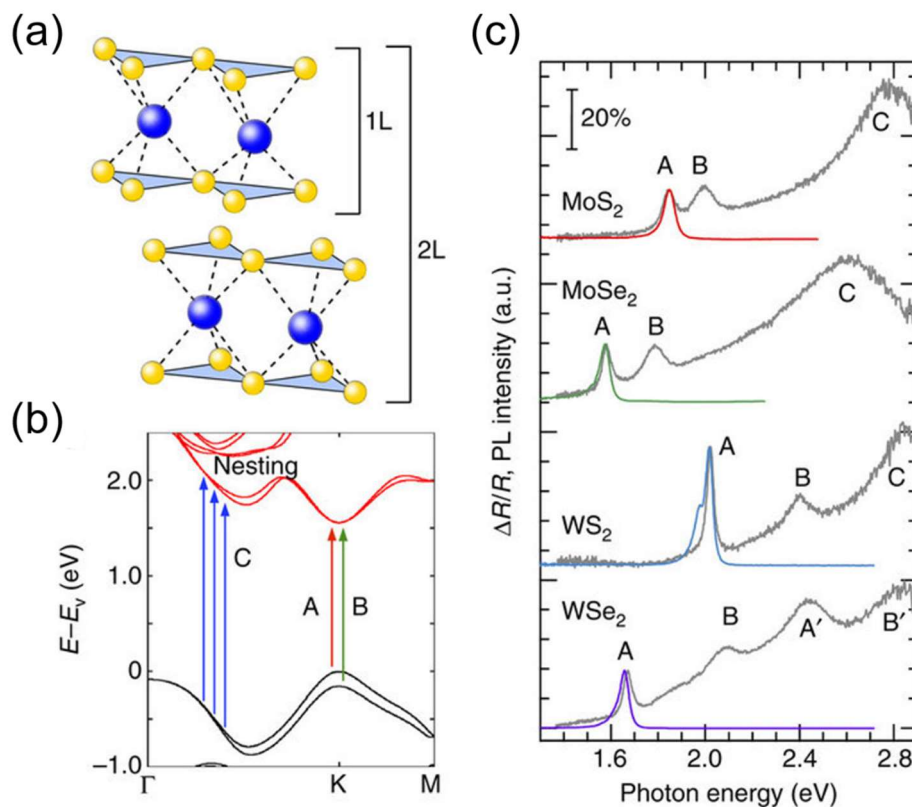 (a)
1L
2L
(b)
Nesting
C
A
B
2.0
1.0
0
–1.0
E–Eᵥ (eV)
Γ
K
M
(c)
20%
A
B
C
MoS₂
A
B
C
MoSe₂
A
B
C
WS₂
A
B
A′
B′
WSe₂
ΔR/R, PL intensity (a.u.)
1.6
2.0
2.4
2.8
Photon energy (eV)